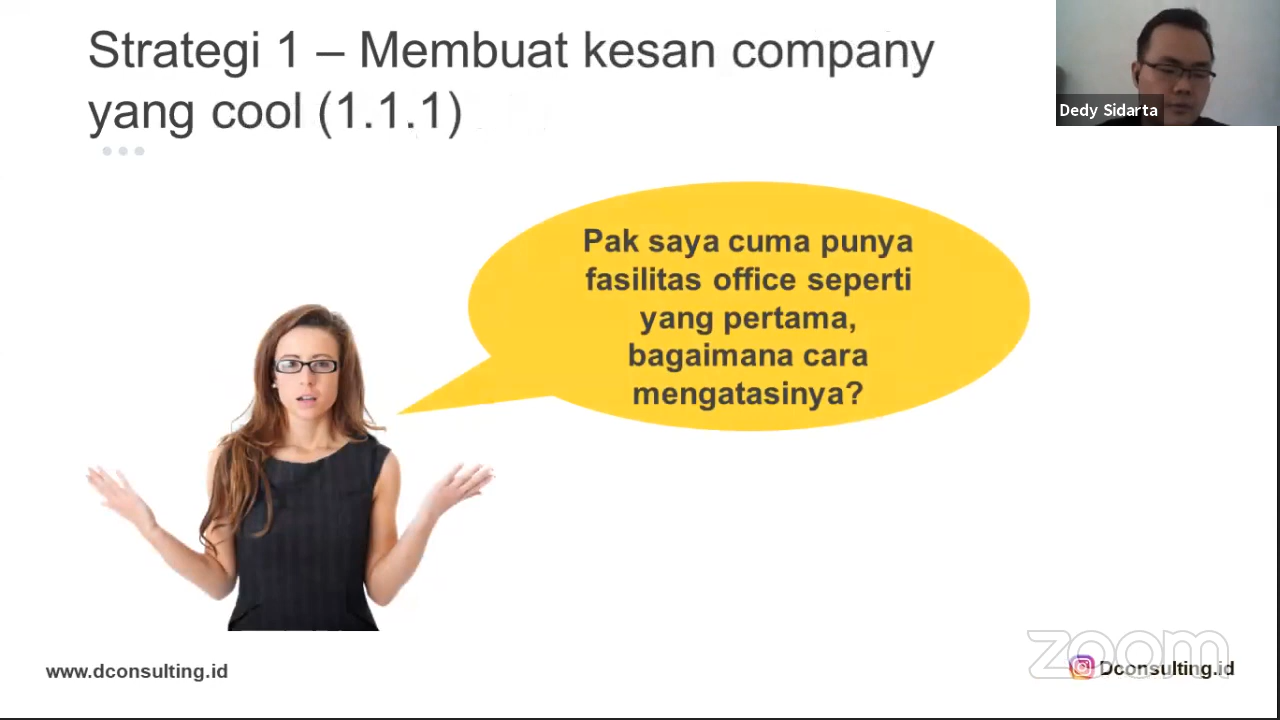 Strategi 1 – Membuat kesan company
yang cool (1.1.1)
Dedy Sidarta
Pak saya cuma punya
fasilitas office seperti
yang pertama,
bagaimana cara
mengatasinya?
www.dconsulting.id
zoom
Dconsulting.id